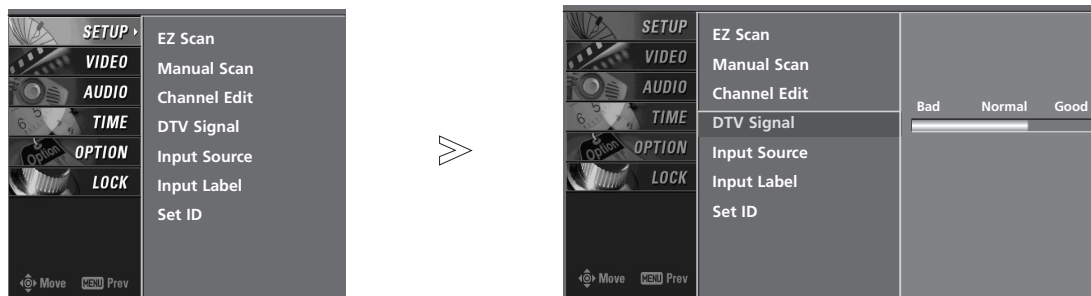 SETUP
VIDEO
AUDIO
TIME
OPTION
LOCK
EZ Scan
Manual Scan
Channel Edit
DTV Signal
Input Source
Input Label
Set ID
Move MENU Prev
SETUP
VIDEO
AUDIO
TIME
OPTION
LOCK
EZ Scan
Manual Scan
Channel Edit
DTV Signal
Input Source
Input Label
Set ID
Bad Normal Good
Move MENU Prev